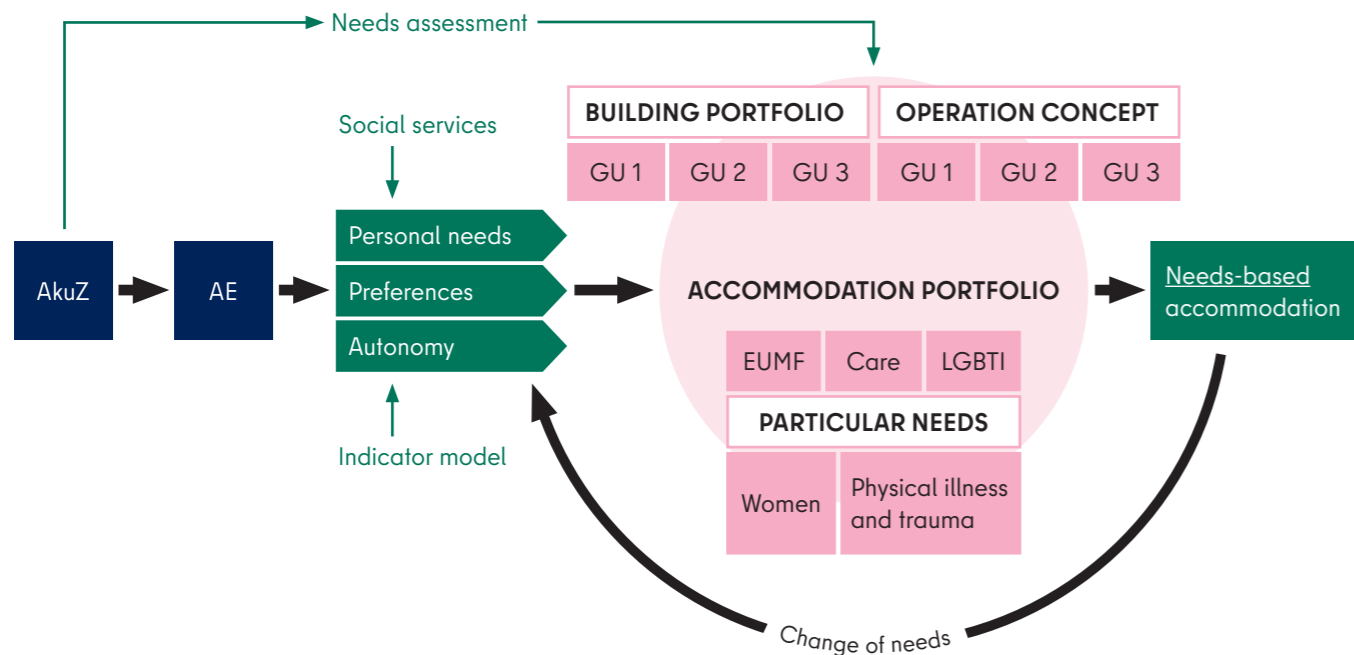 Needs assessment
Social services
BUILDING PORTFOLIO
OPERATION CONCEPT
GU 1
GU 2
GU 3
GU 1
GU 2
GU 3
AkuZ
AE
Personal needs
Preferences
Autonomy
Indicator model
ACCOMMODATION PORTFOLIO
EUMF
Care
LGBTI
PARTICULAR NEEDS
Women
Physical illness
and trauma
Needs-based
accommodation
Change of needs